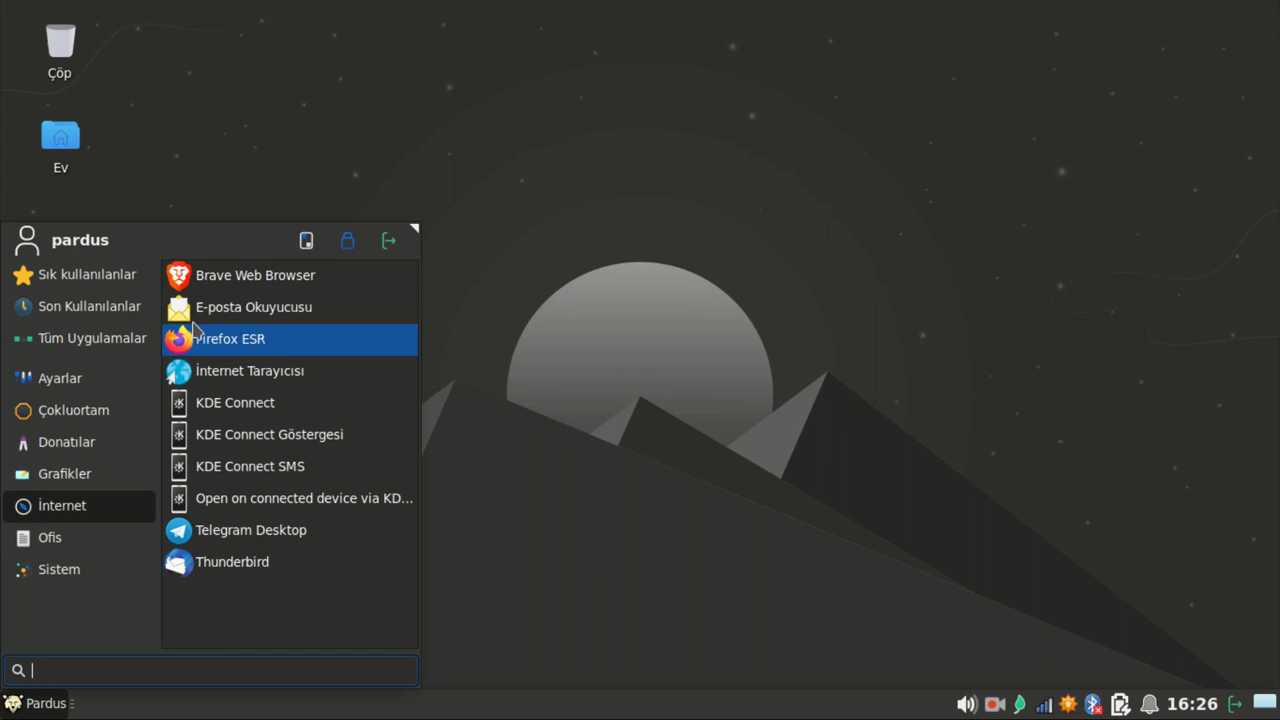 Çöp
Ev
pardus
Sık kullanılanlar
Son Kullanılanlar
Tüm Uygulamalar
Ayarlar
Çokluortam
Donatılar
Grafikler
İnternet
Ofis
Sistem
Brave Web Browser
E-posta Okuyucusu
Firefox ESR
İnternet Tarayıcısı
KDE Connect
KDE Connect Göstergesi
KDE Connect SMS
Open on connected device via KD...
Telegram Desktop
Thunderbird
Pardus
16:26